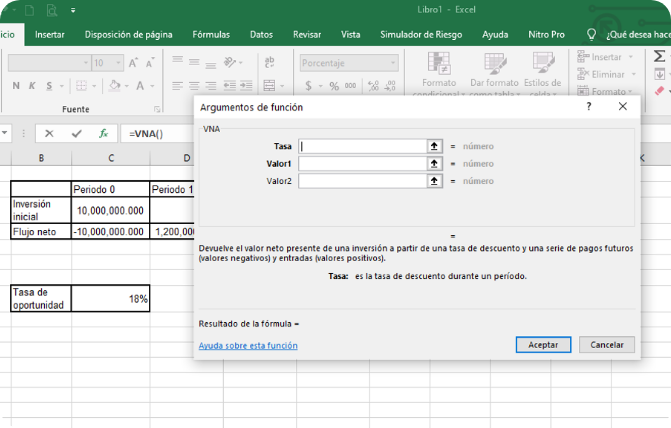 Libro1 - Excel
icio Insertar Disposición de página Fórmulas Datos Revisar Vista Simulador de Riesgo Ayuda Nitro Pro ¿Qué desea hace
10 A A ab Porcentaje Insertar Σ
N K S A $ % 000 Formato Dar formato Estilos de Eliminar
condicional como tabla celda Formato
Fuente
fx =VNA()
B C D K
Periodo 0 Periodo 1
Inversión
inicial 10,000,000.000
Flujo neto -10,000,000.000 1,200,00
Tasa de
oportunidad 18%
Argumentos de función ? X
VNA
Tasa = número
Valor1 = número
Valor2 = número
=
Devuelve el valor neto presente de una inversión a partir de una tasa de descuento y una serie de pagos futuros
(valores negativos) y entradas (valores positivos).
Tasa: es la tasa de descuento durante un período.
Resultado de la fórmula =
Ayuda sobre esta función Aceptar Cancelar